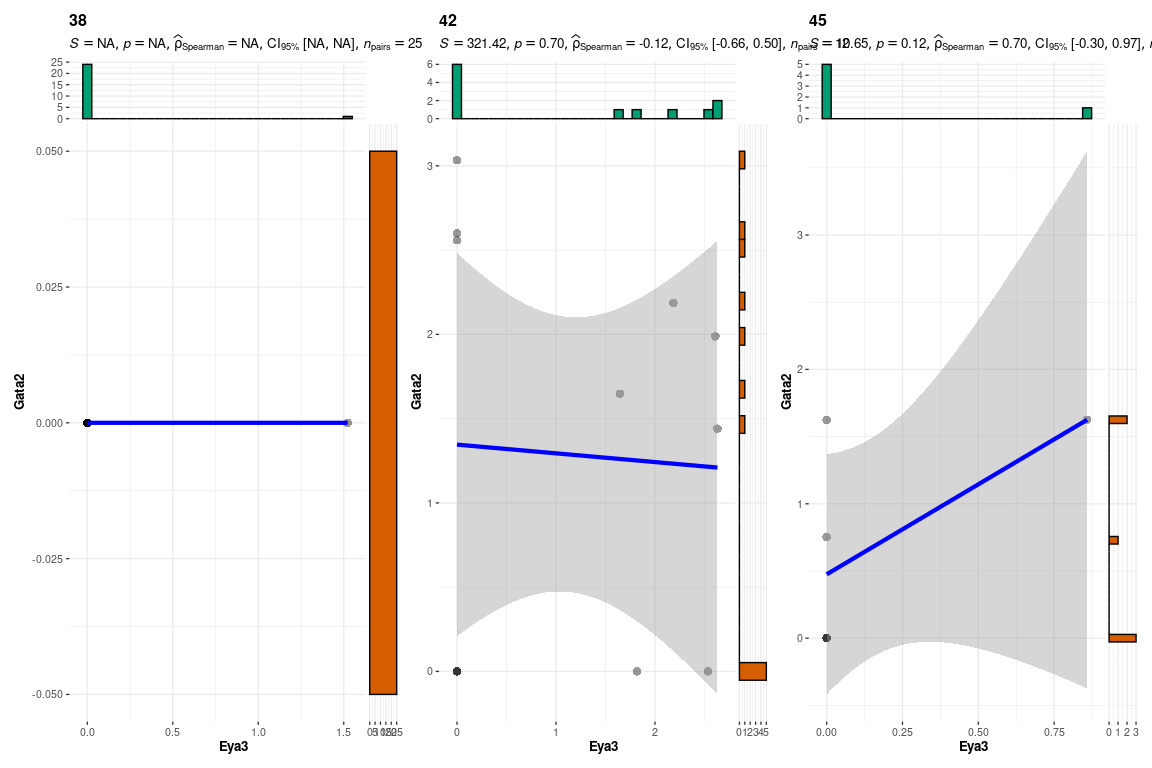 38
S = NA, p = NA, ρ̂Spearman = NA, CI95% [NA, NA], npairs = 25
25
20
15
10
5
0
0.050
0.025
0.000
-0.025
-0.050
Gata2
0.0 0.5 1.0 1.5
Eya3
42
S = 321.42, p = 0.70, ρ̂Spearman = -0.12, CI95% [-0.66, 0.50], npairs = 12
6
4
2
0
3
2
1
0
Gata2
0 1 2
012345
Eya3
45
S = 10.65, p = 0.12, ρ̂Spearman = 0.70, CI95% [-0.30, 0.97],
5
4
3
2
1
0
3
2
1
0
Gata2
0.00 0.25 0.50 0.75
0 1 2 3
Eya3